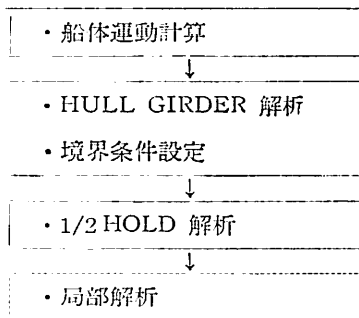 ・船体運動計算
↓
・HULL GIRDER 解析
・境界条件設定
↓
・1/2 HOLD 解析
↓
・局部解析